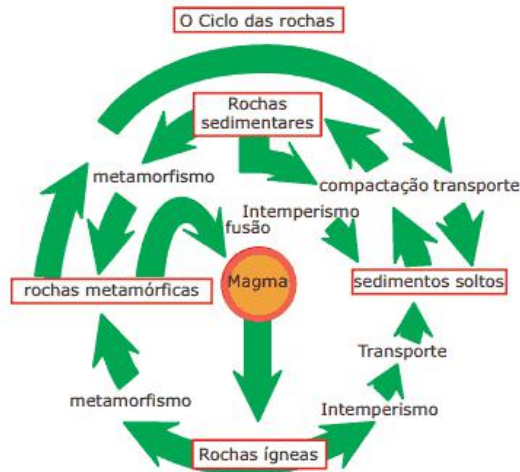 O Ciclo das rochas
Rochas
sedimentares
metamorfismo
compactação transporte
Intemperismo
fusão
rochas metamórficas
Magma
sedimentos soltos
Transporte
metamorfismo
Intemperismo
Rochas ígneas